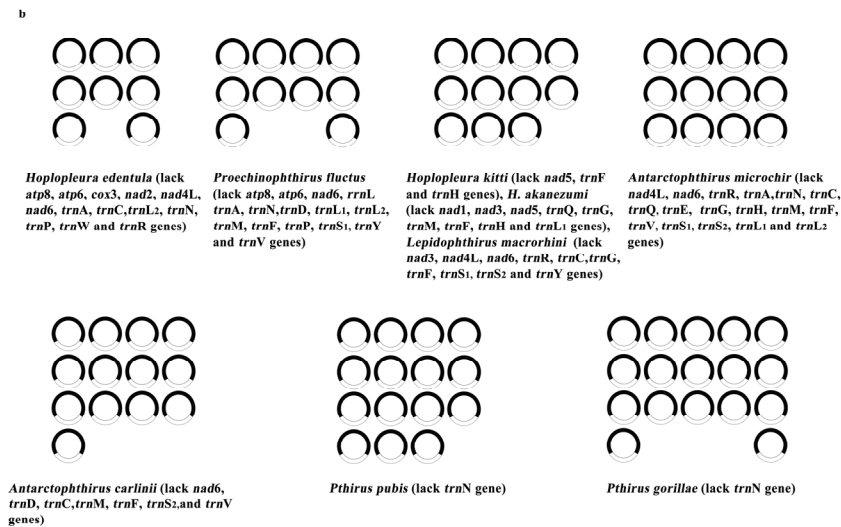 b
Hoplopleura edentula (lack
atp8, atp6, cox3, nad2, nad4L,
nad6, trnA, trnC,trnL2, trnN,
trnP, trnW and trnR genes)
Proechinophthirus fluctus
(lack atp8, atp6, nad6, rrnL
trnA, trnN,trnD, trnL1, trnL2,
trnM, trnF, trnP, trnS1, trnY
and trnV genes)
Hoplopleura kitti (lack nad5, trnF
and trnH genes), H. akanezumi
(lack nad1, nad3, nad5, trnQ, trnG,
trnM, trnF, trnH and trnL1 genes),
Lepidophthirus macrorhini (lack
nad3, nad4L, nad6, trnR, trnC,trnG,
trnF, trnS1, trnS2 and trnY genes)
Antarctophthirus microchir (lack
nad4L, nad6, trnR, trnA,trnN, trnC,
trnQ, trnE, trnG, trnH, trnM, trnF,
trnV, trnS1, trnS2, trnL1 and trnL2
genes)
Antarctophthirus carlinii (lack nad6,
trnD, trnC,trnM, trnF, trnS2,and trnV
genes)
Pthirus pubis (lack trnN gene)
Pthirus gorillae (lack trnN gene)